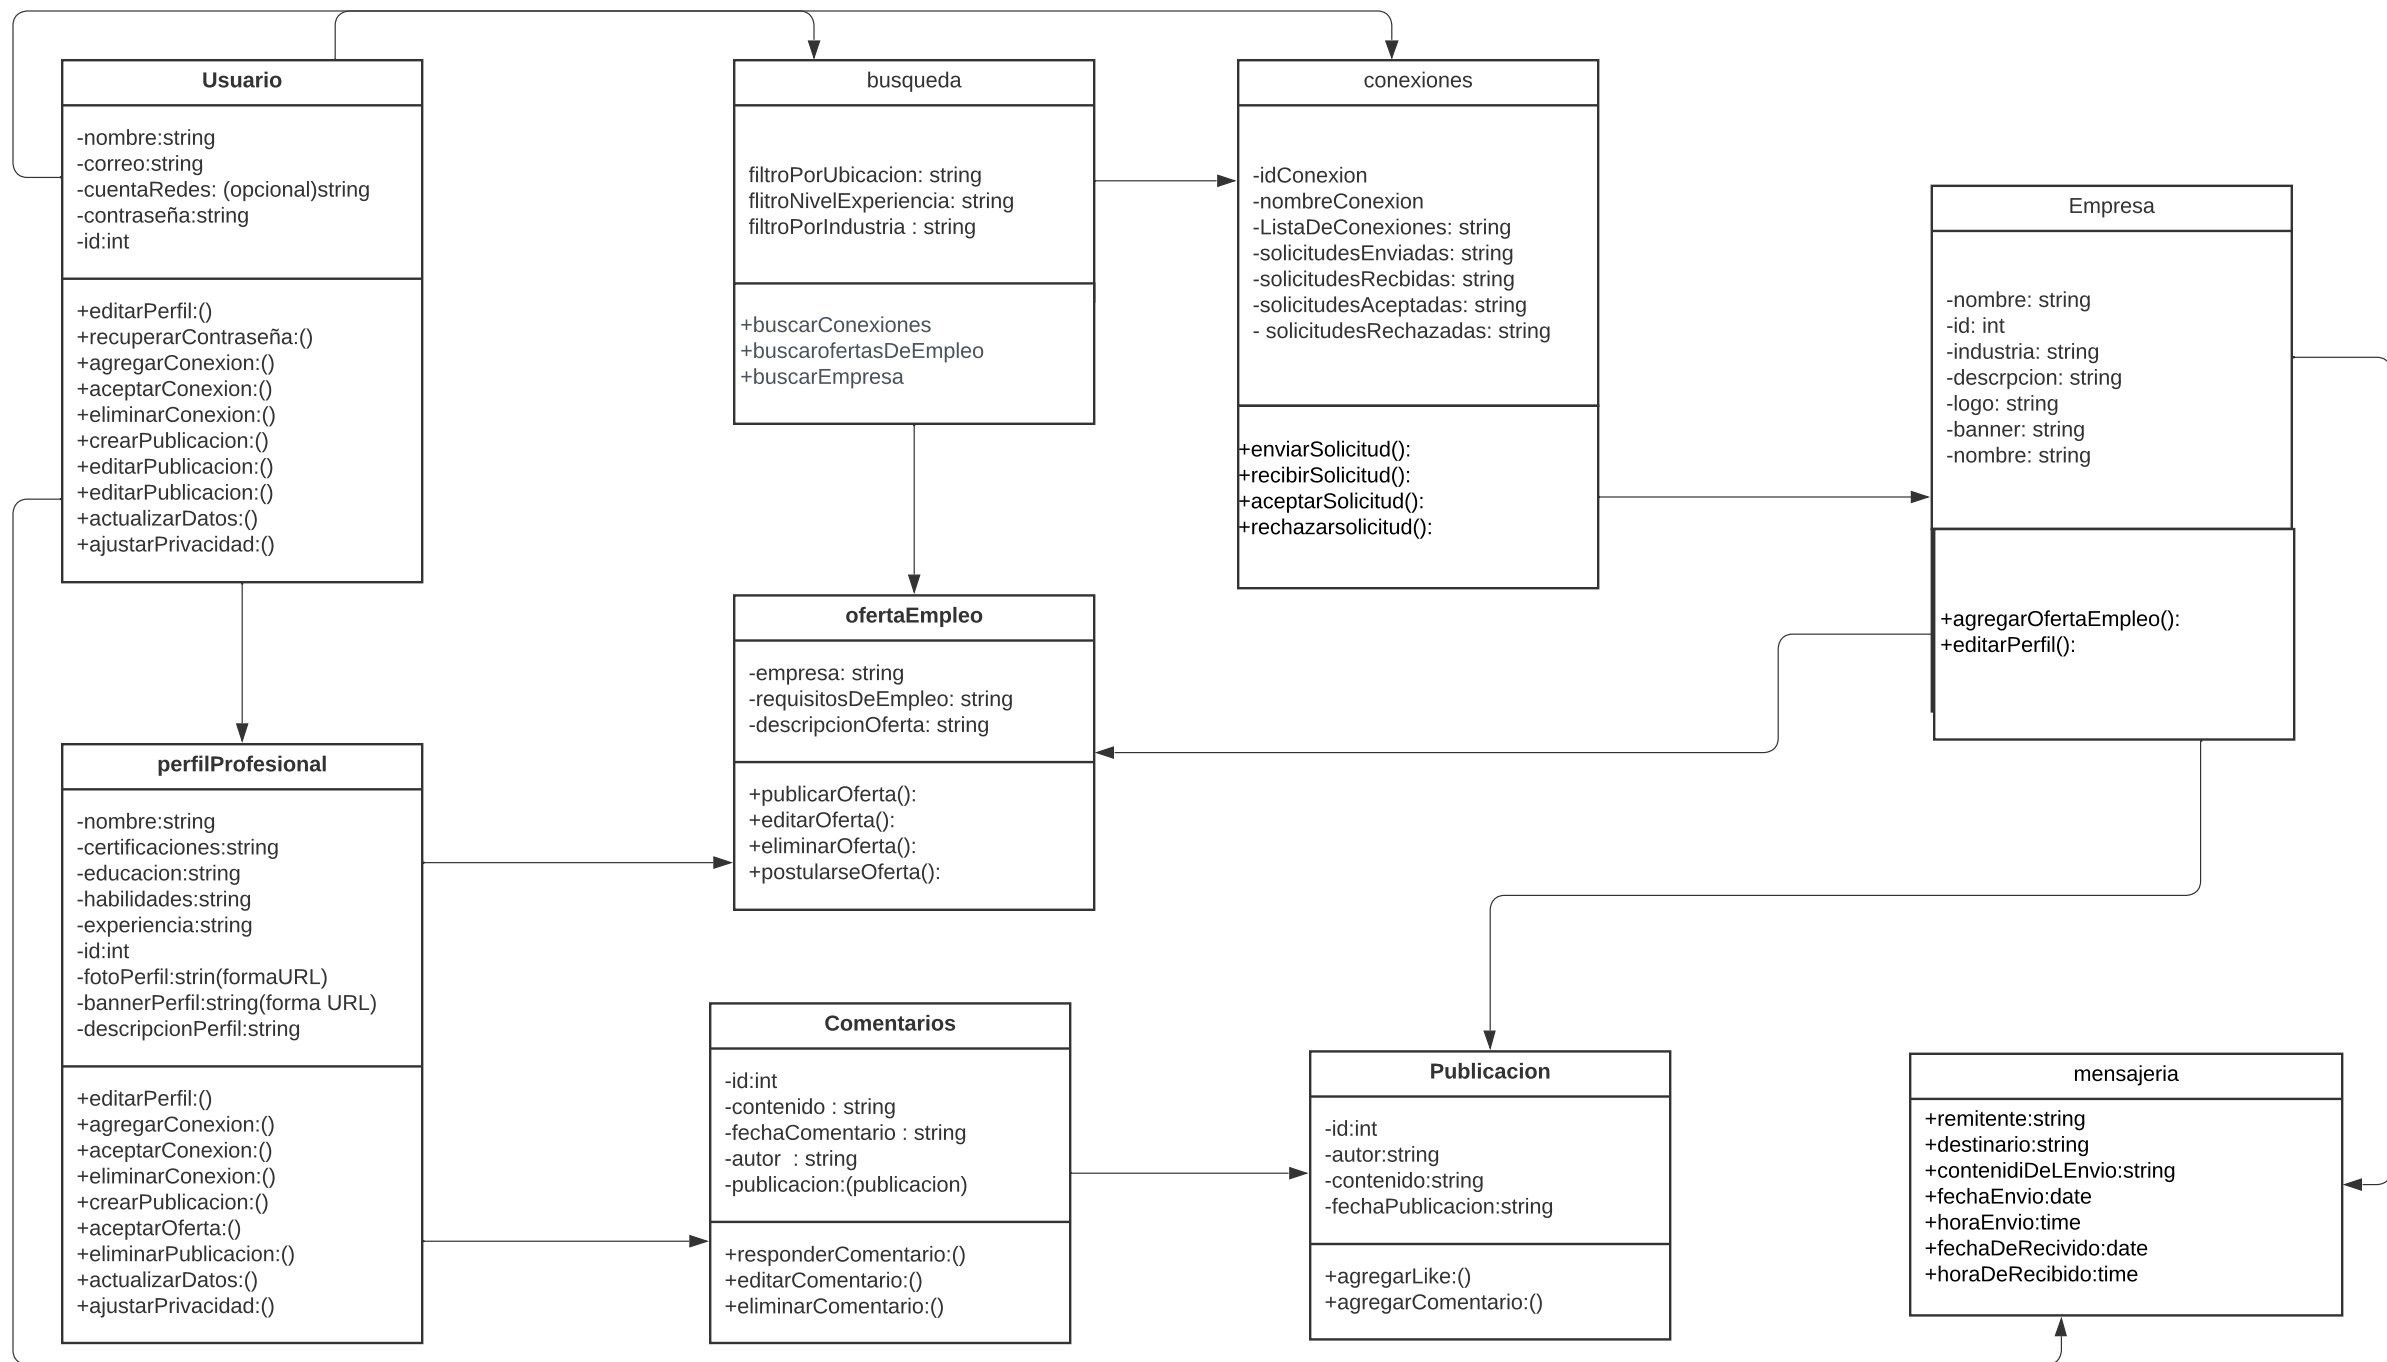 Usuario
-nombre:string
-correo:string
-cuentaRedes: (opcional)string
-contraseña:string
-id:int
+editarPerfil:()
+recuperarContraseña:()
+agregarConexion:()
+aceptarConexion:()
+eliminarConexion:()
+crearPublicacion:()
+editarPublicacion:()
+editarPublicacion:()
+actualizarDatos:()
+ajustarPrivacidad:()
busqueda
filtroPorUbicacion: string
flitroNivelExperiencia: string
filtroPorIndustria : string
+buscarConexiones
+buscarofertasDeEmpleo
+buscarEmpresa
conexiones
-idConexion
-nombreConexion
-ListaDeConexiones: string
-solicitudesEnviadas: string
-solicitudesRecbidas: string
-solicitudesAceptadas: string
- solicitudesRechazadas: string
+enviarSolicitud():
+recibirSolicitud():
+aceptarSolicitud():
+rechazarsolicitud():
Empresa
-nombre: string
-id: int
-industria: string
-descrpcion: string
-logo: string
-banner: string
-nombre: string
+agregarOfertaEmpleo():
+editarPerfil():
ofertaEmpleo
-empresa: string
-requisitosDeEmpleo: string
-descripcionOferta: string
+publicarOferta():
+editarOferta():
+eliminarOferta():
+postularseOferta():
perfilProfesional
-nombre:string
-certificaciones:string
-educacion:string
-habilidades:string
-experiencia:string
-id:int
-fotoPerfil:strin(formaURL)
-bannerPerfil:string(forma URL)
-descripcionPerfil:string
+editarPerfil:()
+agregarConexion:()
+aceptarConexion:()
+eliminarConexion:()
+crearPublicacion:()
+aceptarOferta:()
+eliminarPublicacion:()
+actualizarDatos:()
+ajustarPrivacidad:()
Comentarios
-id:int
-contenido : string
-fechaComentario : string
-autor  : string
-publicacion:(publicacion)
+responderComentario:()
+editarComentario:()
+eliminarComentario:()
Publicacion
-id:int
-autor:string
-contenido:string
-fechaPublicacion:string
+agregarLike:()
+agregarComentario:()
mensajeria
+remitente:string
+destinario:string
+contenidiDeLEnvio:string
+fechaEnvio:date
+horaEnvio:time
+fechaDeRecivido:date
+horaDeRecibido:time